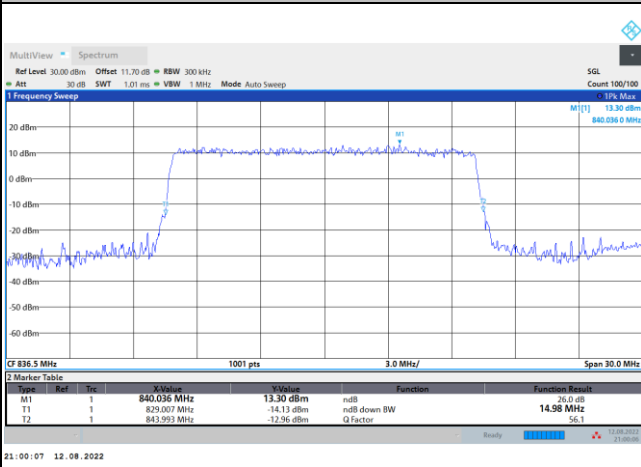 MultiView Spectrum
Ref Level 30.00 dBm Offset 11.70 dB RBW 300 kHz SGL
Att 30 dB SWT 1.01 ms VBW 1 MHz Mode Auto Sweep Count 100/100
1 Frequency Sweep 1Pk Max
M1[1] 13.30 dBm
840.036 0 MHz
20 dBm
M1
10 dBm
0 dBm
-10 dBm
T1 T2
-20 dBm
-30 dBm
-40 dBm
-50 dBm
-60 dBm
CF 836.5 MHz 1001 pts 3.0 MHz/ Span 30.0 MHz
2 Marker Table
Type Ref Trc X-Value Y-Value Function Function Result
M1 1 840.036 MHz 13.30 dBm ndB 26.0 dB
T1 1 829.007 MHz -14.13 dBm ndB down BW 14.98 MHz
T2 1 843.993 MHz -12.96 dBm Q Factor 56.1
Ready 12.08.2022
21:00:06
21:00:07 12.08.2022